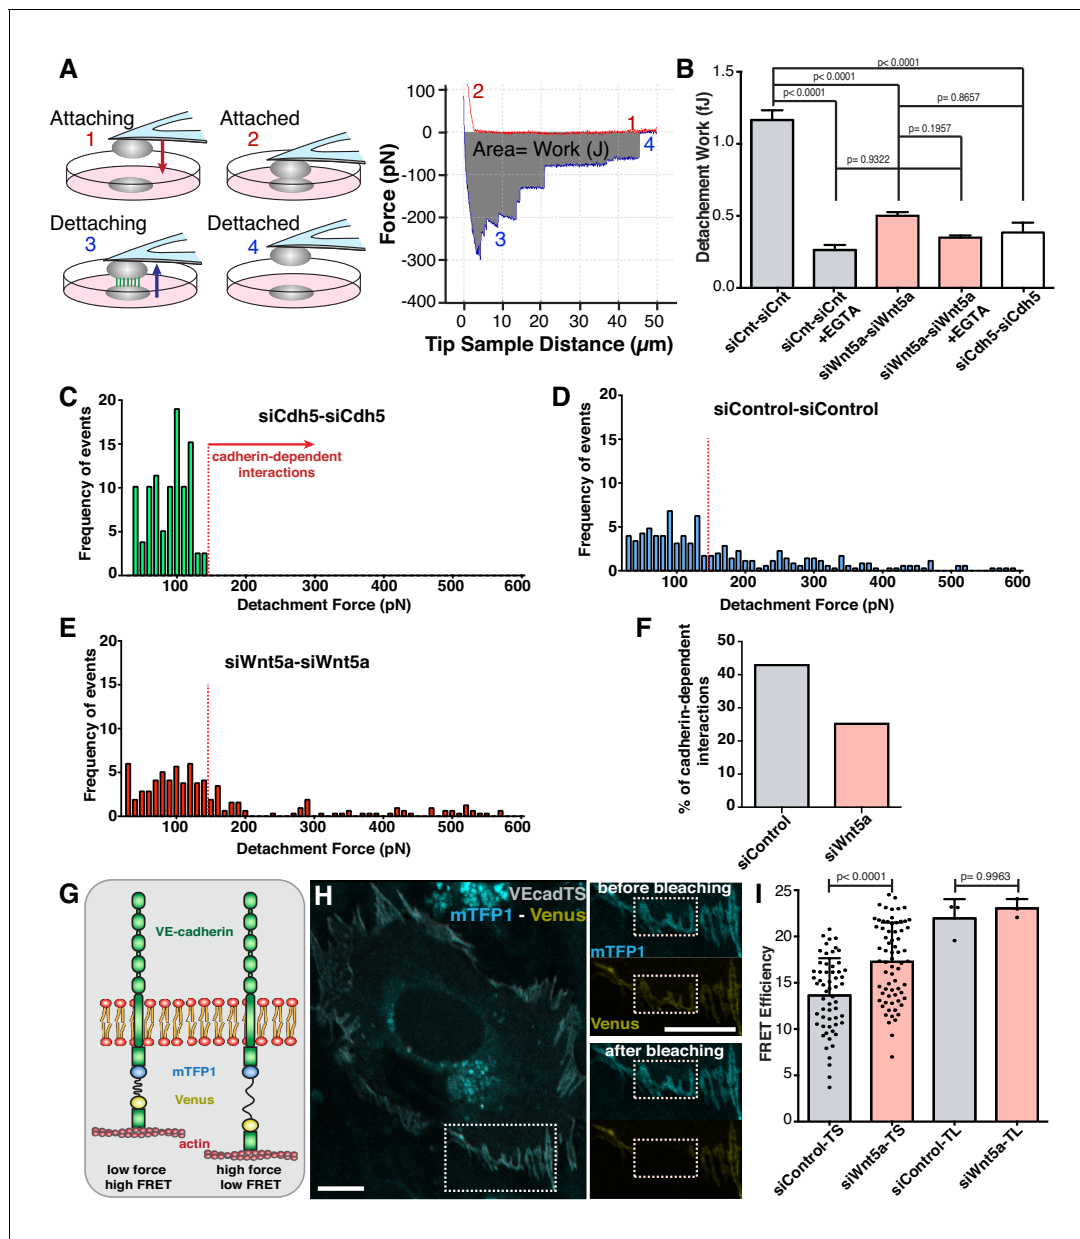 A
Attaching
1
Attached
2
Dettaching
3
Dettached
4
Force (pN)
100
0
-100
-200
-300
-400
2
1
Area= Work (J)
4
3
0
10
20
30
40
50
Tip Sample Distance (µm)
B
Detachement Work (fJ)
1.5
1.0
0.5
0.0
p< 0.0001
p< 0.0001
p< 0.0001
p= 0.8657
p= 0.1957
p= 0.9322
siCnt-siCnt
siCnt-siCnt
+EGTA
siWnt5a-siWnt5a
siWnt5a-siWnt5a
+EGTA
siCdh5-siCdh5
C
siCdh5-siCdh5
cadherin-dependent
interactions
Frequency of events
20
15
10
5
0
100
200
300
400
500
600
Detachment Force (pN)
D
siControl-siControl
Frequency of events
20
15
10
5
0
100
200
300
400
500
600
Detachment Force (pN)
E
siWnt5a-siWnt5a
Frequency of events
20
15
10
5
0
100
200
300
400
500
600
Detachment Force (pN)
F
% of cadherin-dependent
interactions
50
40
30
20
10
0
siControl
siWnt5a
G
VE-cadherin
mTFP1
Venus
actin
low force
high FRET
high force
low FRET
H
VEcadTS
mTFP1 - Venus
before bleaching
mTFP1
Venus
after bleaching
I
p< 0.0001
p= 0.9963
FRET Efficiency
25
20
15
10
5
0
siControl-TS
siWnt5a-TS
siControl-TL
siWnt5a-TL